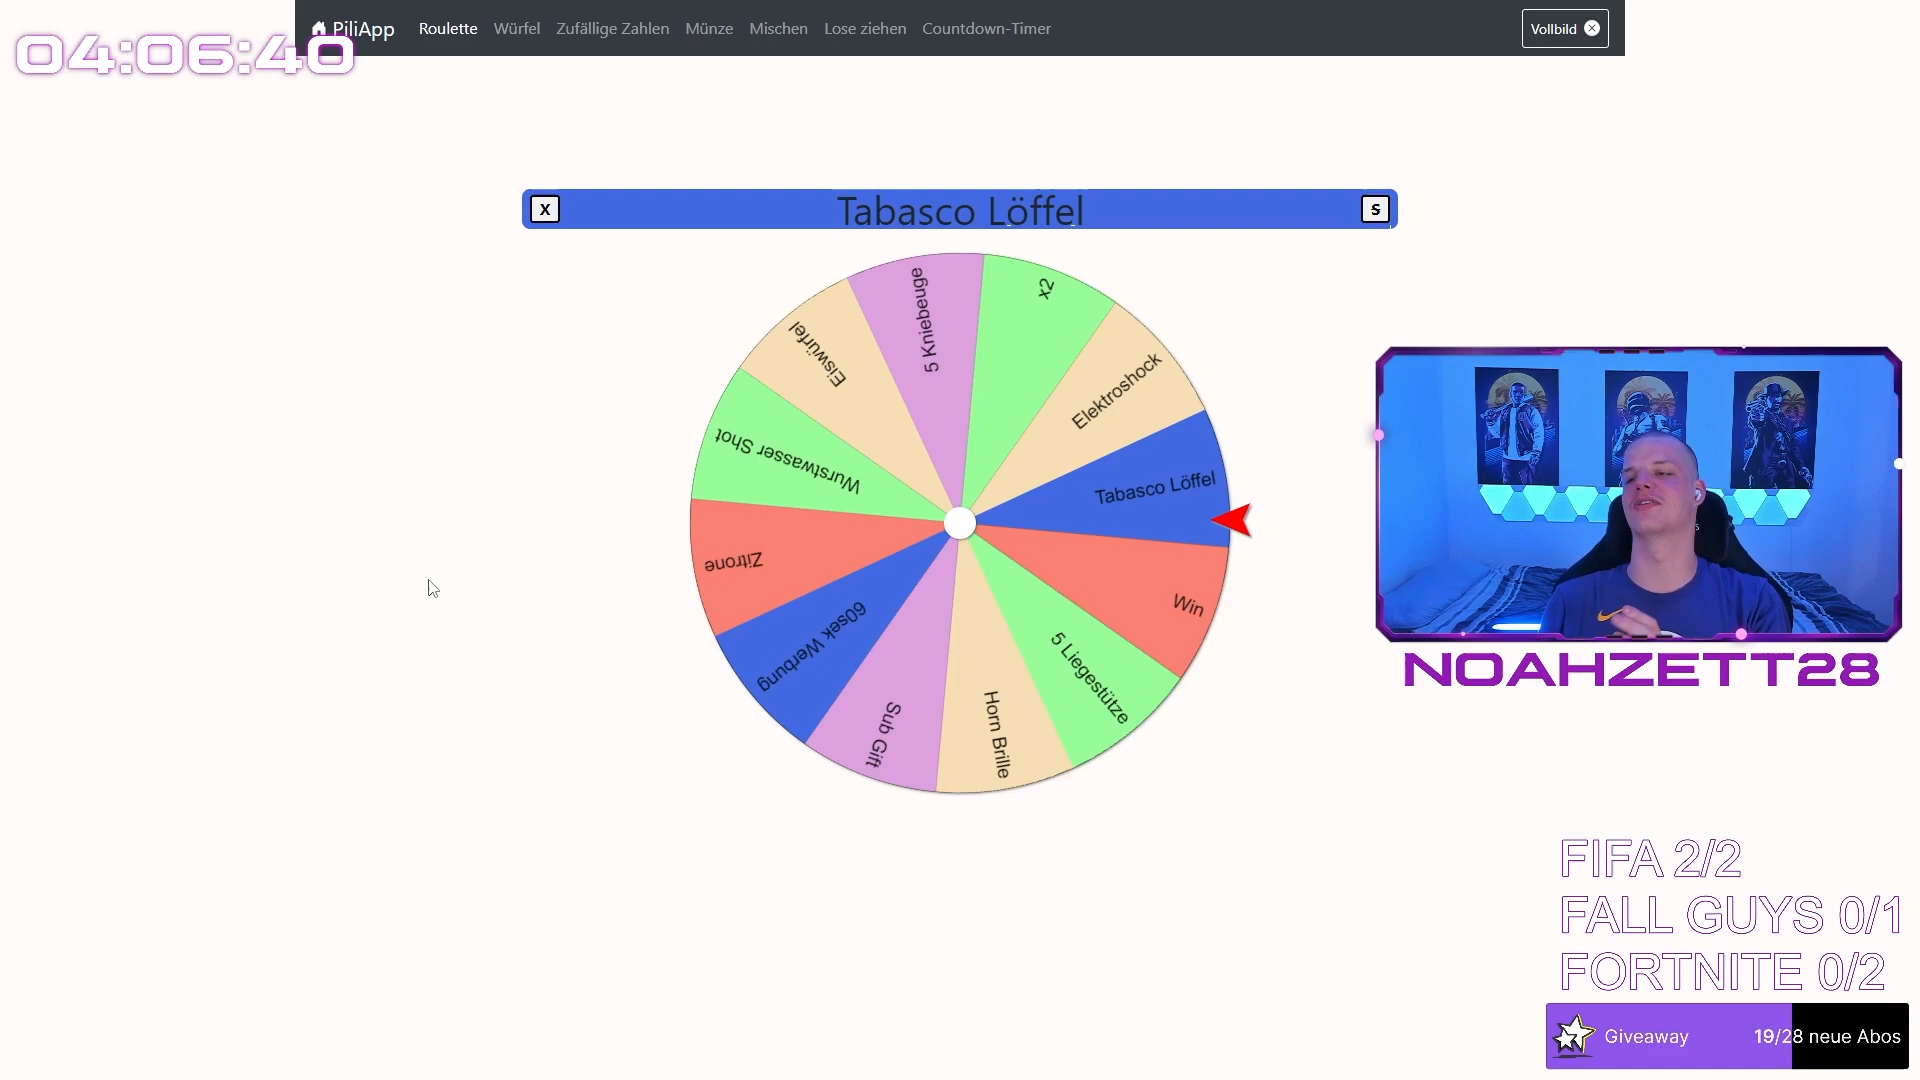 04:06:40
PiliApp Roulette Würfel Zufällige Zahlen Münze Mischen Lose ziehen Countdown-Timer Vollbild
X Tabasco Löffel S
5 Kniebeuge
x2
Elektroshock
Tabasco Löffel
Win
5 Liegestütze
Horn Brille
Sub Gift
60sek Werbung
Zitrone
Wurstwasser Shot
Eiswürfel
NOAHZETT28
FIFA 2/2
FALL GUYS 0/1
FORTNITE 0/2
Giveaway 19/28 neue Abos